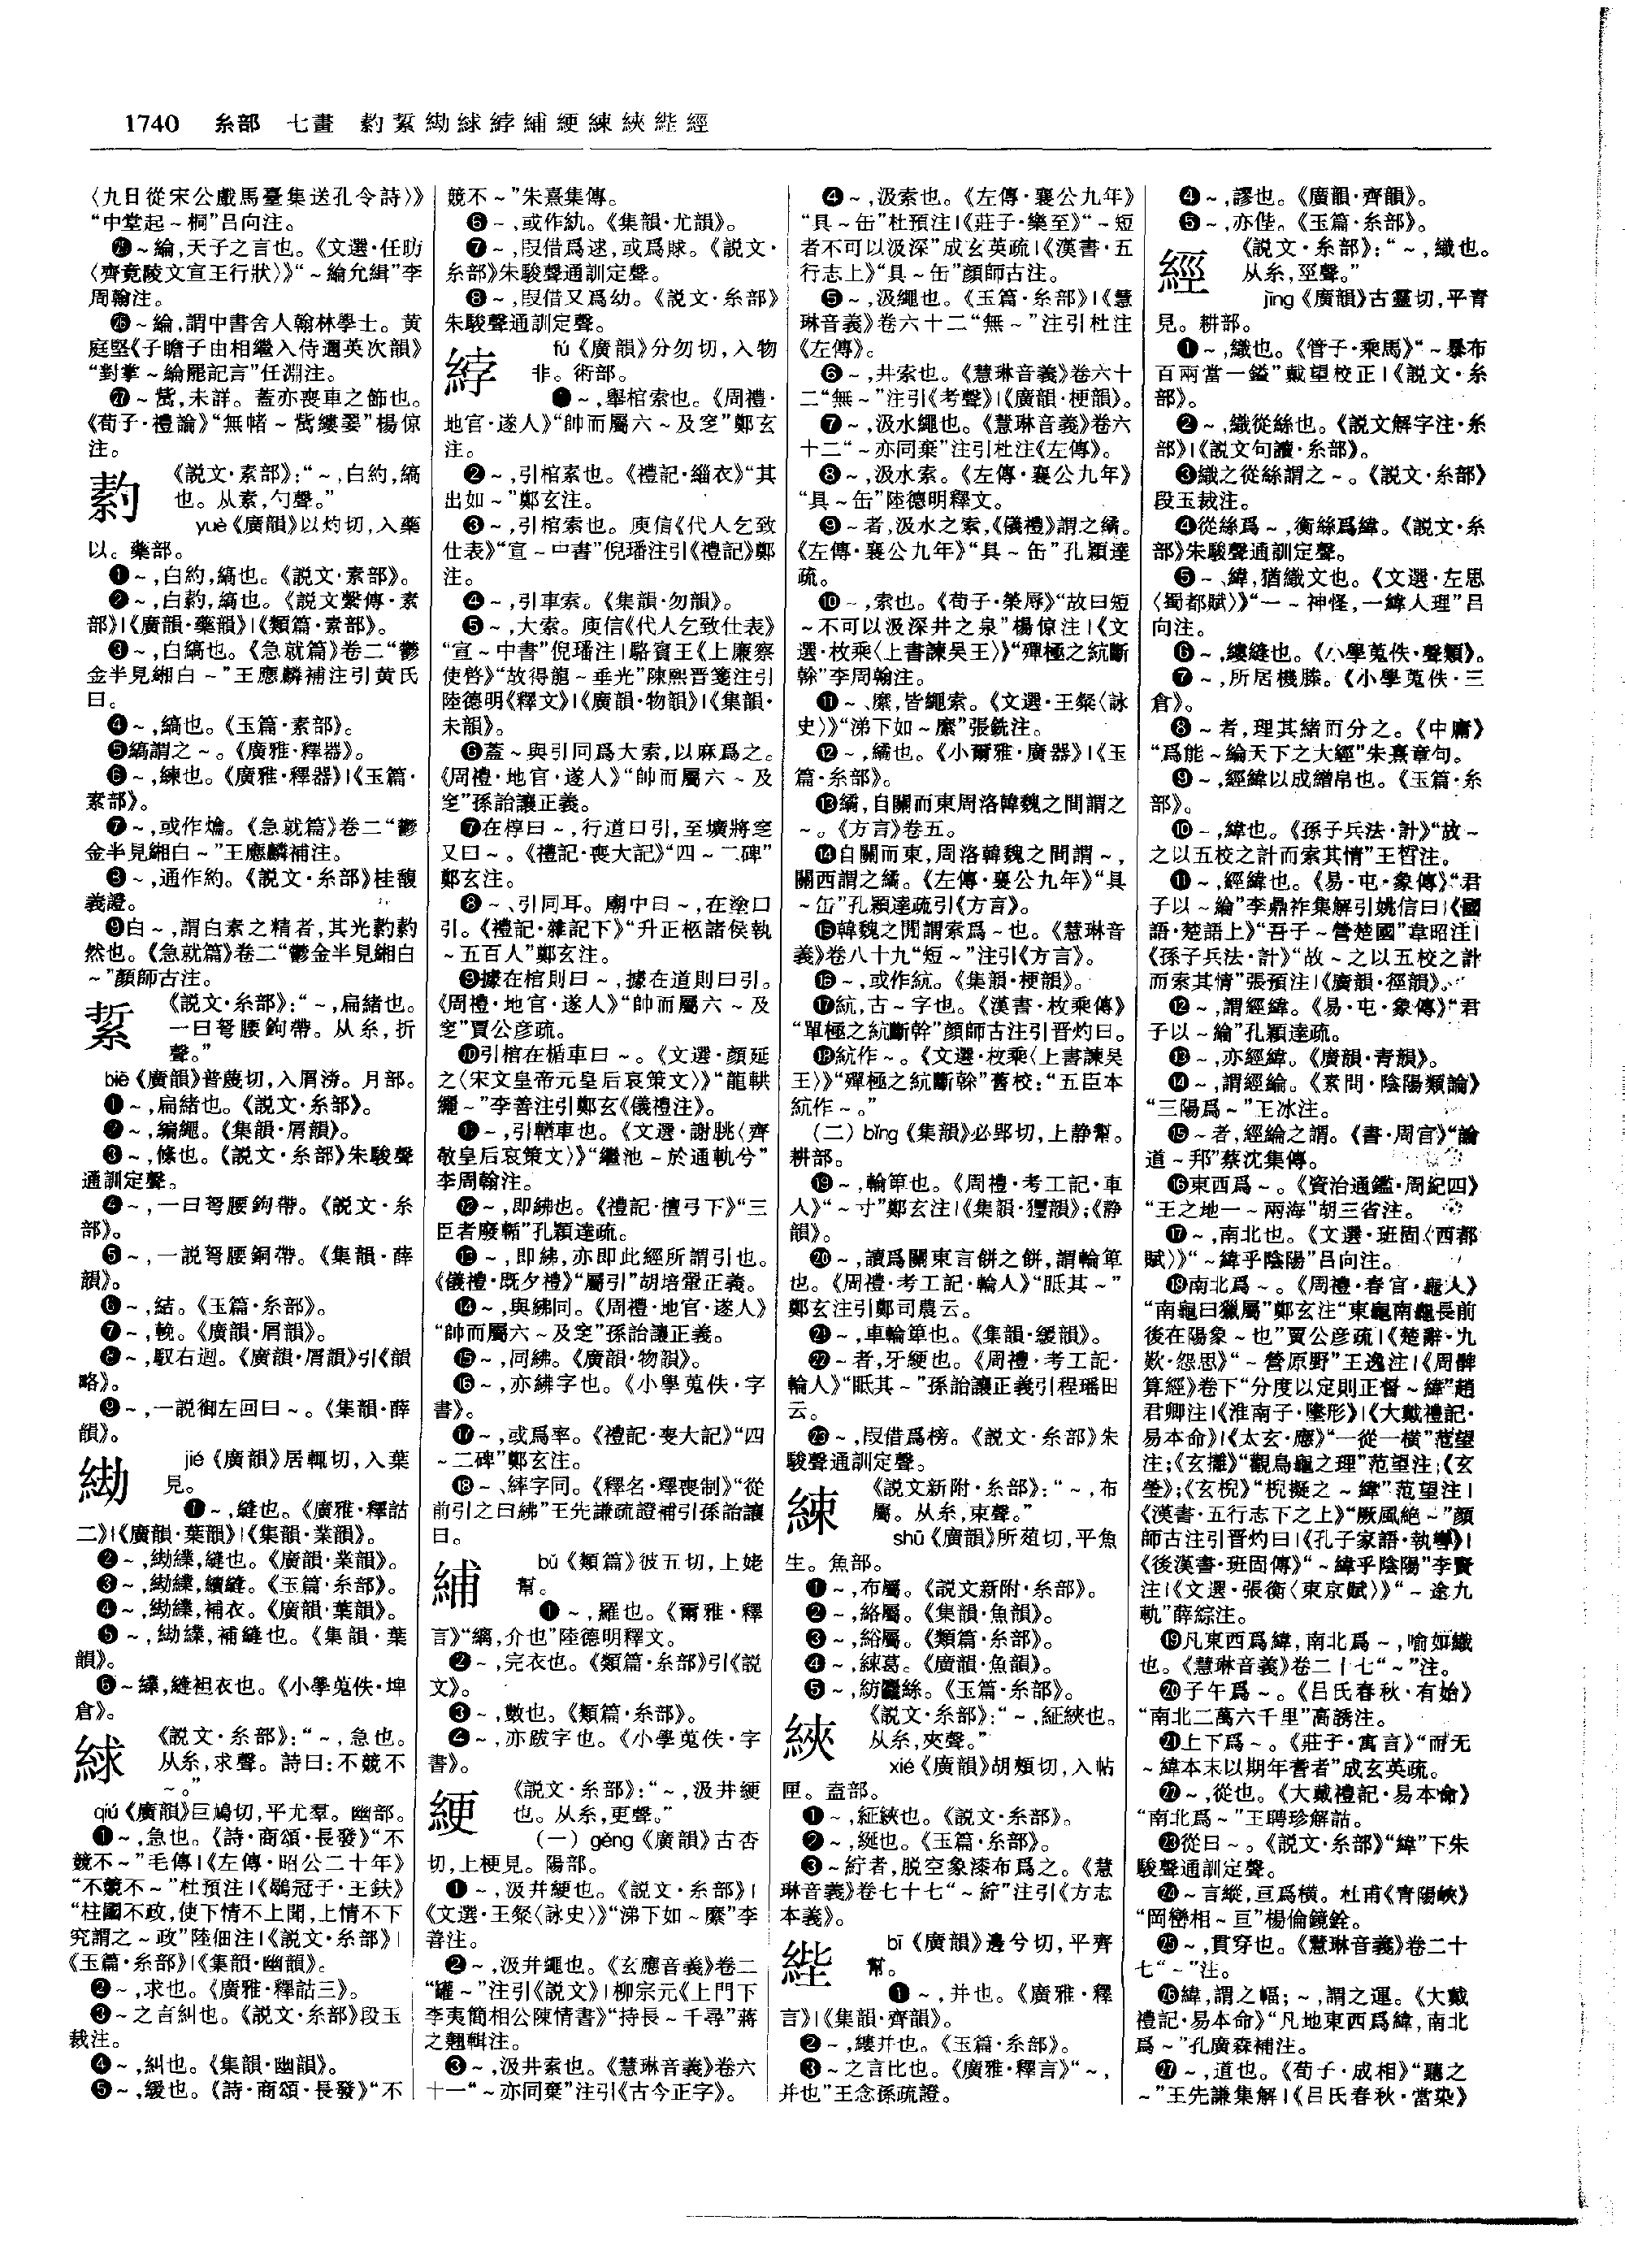 1740 糸部 七畫 䋤絜䋐絿綍綃綆練綊𦁉經
〈九日從宋公戲馬臺集送孔令詩〉》
“中堂起～桐”呂向注。
㉕～綸,天子之言也。《文選·任昉
〈齊竟陵文宣王行狀〉》“～綸允緝”李
周翰注。
㉖～綸,謂中書舍人翰林學士。黄
庭堅《子瞻子由相繼入侍邇英次韻》
“對掌～綸罷記言”任淵注。
㉗～𦄼,未詳。蓋亦喪車之飾也。
《荀子·禮論》“無帾～𦄼縷翣”楊倞
注。
《説文·素部》:“～,白約,縞
也。从素,勺聲。”
yuè《廣韻》以灼切,入藥
以。藥部。
❶～,白約,縞也。《説文·素部》。
❷～,白䋤,縞也。《説文繫傳·素
部》|《廣韻·藥韻》|《類篇·素部》。
❸～,白縞也。《急就篇》卷二“鬱
金半見緗白～”王應麟補注引黄氏
曰。
❹～,縞也。《玉篇·素部》。
❺縞謂之～。《廣雅·釋器》。
❻～,練也。《廣雅·釋器》|《玉篇·
素部》。
❼～,或作爚。《急就篇》卷二“鬱
金半見緗白～”王應麟補注。
❽～,通作約。《説文·糸部》桂馥
義證。
❾白～,謂白素之精者,其光䋤䋤
然也。《急就篇》卷二“鬱金半見緗白
～”顏師古注。
《説文·糸部》:“～,扁緒也。
一曰弩腰鉤帶。从糸,折
聲。”
biē《廣韻》普蔑切,入屑滂。月部。
❶～,扁緒也。《説文·糸部》。
❷～,編繩。《集韻·屑韻》。
❸～,絛也。《説文·糸部》朱駿聲
通訓定聲。
❹～,一曰弩腰鉤帶。《説文·糸
部》。
❺～,一説弩腰銅帶。《集韻·薛
韻》。
❻～,結。《玉篇·糸部》。
❼～,輓。《廣韻·屑韻》。
❽～,馭右迴。《廣韻·屑韻》引《韻
略》。
❾～,一説御左回曰～。《集韻·薛
韻》。
jié《廣韻》居輒切,入葉
見。
❶～,縫也。《廣雅·釋詁
二》|《廣韻·葉韻》|《集韻·業韻》。
❷～,䋐緤,縫也。《廣韻·業韻》。
❸～,䋐緤,續縫。《玉篇·糸部》。
❹～,䋐緤,補衣。《廣韻·葉韻》。
❺～,䋐緤,補縫也。《集韻·葉
韻》。
❻～緤,縫袒衣也。《小學蒐佚·埤
倉》。
絿 《説文·糸部》:“～,急也。
从糸,求聲。詩曰:不競不
～。”
qiú《廣韻》巨鳩切,平尤羣。幽部。
❶～,急也。《詩·商頌·長發》“不
競不～”毛傳|《左傳·昭公二十年》
“不競不～”杜預注|《鶡冠子·王鈇》
“柱國不政,使下情不上聞,上情不下
究謂之～政”陸佃注|《説文·糸部》|
《玉篇·糸部》|《集韻·幽韻》。
❷～,求也。《廣雅·釋詁三》。
❸～之言糾也。《説文·糸部》段玉
裁注。
❹～,糾也。《集韻·幽韻》。
❺～,緩也。《詩·商頌·長發》“不
競不～”朱熹集傳。
❻～,或作紈。《集韻·尤韻》。
❼～,叚借爲逑,或爲賕。《説文·
糸部》朱駿聲通訓定聲。
❽～,叚借又爲幼。《説文·糸部》
朱駿聲通訓定聲。
綍 fú《廣韻》分勿切,入物
非。術部。
❶～,舉棺索也。《周禮·
地官·遂人》“帥而屬六～及窆”鄭玄
注。
❷～,引棺索也。《禮記·緇衣》“其
出如～”鄭玄注。
❸～,引棺索也。庾信《代人乞致
仕表》“宣～中書”倪璠注引《禮記》鄭
注。
❹～,引車索。《集韻·勿韻》。
❺～,大索。庾信《代人乞致仕表》
“宣～中書”倪璠注|駱賓王《上廉察
使啓》“故得龍～垂光”陳熙晋箋注引
陸德明《釋文》|《廣韻·物韻》|《集韻·
未韻》。
❻蓋～與引同爲大索,以麻爲之。
《周禮·地官·遂人》“帥而屬六～及
窆”孫詒讓正義。
❼在椁曰～,行道曰引,至壙將窆
又曰～。《禮記·喪大記》“四～二碑”
鄭玄注。
❽～、引同耳。廟中曰～,在塗曰
引。《禮記·雜記下》“升正柩諸侯執
～五百人”鄭玄注。
❾據在棺則曰～,據在道則曰引。
《周禮·地官·遂人》“帥而屬六～及
窆”賈公彦疏。
❿引棺在楯車曰～。《文選·顔延
之〈宋文皇帝元皇后哀策文〉》“龍輁
纚～”李善注引鄭玄《儀禮注》。
⓫～,引輴車也。《文選·謝朓〈齊
敬皇后哀策文〉》“繼池～於通軌兮”
李周翰注。
⓬～,即紼也。《禮記·檀弓下》“三
臣者廢輴”孔穎達疏。
⓭～,即紼,亦即此經所謂引也。
《儀禮·既夕禮》“屬引”胡培翬正義。
⓮～,與紼同。《周禮·地官·遂人》
“帥而屬六～及窆”孫詒讓正義。
⓯～,同紼。《廣韻·物韻》。
⓰～,亦紼字也。《小學蒐佚·字
書》。
⓱～,或爲率。《禮記·喪大記》“四
～二碑”鄭玄注。
⓲～、紼字同。《釋名·釋喪制》“從
前引之曰紼”王先謙疏證補引孫詒讓
曰。
bǔ《類篇》彼五切,上姥
幫。
❶～,羅也。《爾雅·釋
言》“縭,介也”陸德明釋文。
❷～,完衣也。《類篇·糸部》引《説
文》。
❸～,數也。《類篇·糸部》。
❹～,亦黻字也。《小學蒐佚·字
書》。
綆 《説文·糸部》:“～,汲井綆
也。从糸,更聲。”
(一)gěng《廣韻》古杏
切,上梗見。陽部。
❶～,汲井綆也。《説文·糸部》|
《文選·王粲〈詠史〉》“涕下如～縻”李
善注。
❷～,汲井繩也。《玄應音義》卷二
“罐～”注引《説文》|柳宗元《上門下
李夷簡相公陳情書》“持長～千尋”蔣
之翹輯注。
❸～,汲井索也。《慧琳音義》卷六
十一“～亦同棄”注引《古今正字》。
❹～,汲索也。《左傳·襄公九年》
“具～缶”杜預注|《莊子·樂至》“～短
者不可以汲深”成玄英疏|《漢書·五
行志上》“具～缶”顔師古注。
❺～,汲繩也。《玉篇·糸部》|《慧
琳音義》卷六十二“無～”注引杜注
《左傳》。
❻～,井索也。《慧琳音義》卷六十
二“無～”注引《考聲》|《廣韻·梗韻》。
❼～,汲水繩也。《慧琳音義》卷六
十二“～亦同棄”注引杜注《左傳》。
❽～,汲水索。《左傳·襄公九年》
“具～缶”陸德明釋文。
❾～者,汲水之索,《儀禮》謂之繘。
《左傳·襄公九年》“具～缶”孔穎達
疏。
❿～,索也。《荀子·榮辱》“故曰短
～不可以汲深井之泉”楊倞注|《文
選·枚乘〈上書諫吴王〉》“殫極之統斷
幹”李周翰注。
⓫～、縻,皆繩索。《文選·王粲〈詠
史〉》“涕下如～縻”張銑注。
⓬～,繘也。《小爾雅·廣器》|《玉
篇·糸部》。
⓭繘,自關而東周洛韓魏之間謂之
～。《方言》卷五。
⓮自關而東,周洛韓魏之間謂～,
關西謂之繘。《左傳·襄公九年》“具
～缶”孔穎達疏引《方言》。
⓯韓魏之閒謂索爲～也。《慧琳音
義》卷八十九“短～”注引《方言》。
⓰～,或作統。《集韻·梗韻》。
⓱統,古～字也。《漢書·枚乘傳》
“單極之統斷幹”顔師古注引晋灼曰。
⓲統作～。《文選·枚乘〈上書諫吴
王〉》“殫極之統斷幹”舊校:“五臣本
統作～。”
(二)bǐng《集韻》必郢切,上静幫。
耕部。
⓳～,輪箄也。《周禮·考工記·車
人》“～寸”鄭玄注|《集韻·獮韻》;《静
韻》。
⓴～,讀爲關東言餅之餅,謂輪箄
也。《周禮·考工記·輪人》“眡其～”
鄭玄注引鄭司農云。
㉑～,車輪箄也。《集韻·緩韻》。
㉒～者,牙綆也。《周禮·考工記·
輪人》“眡其～”孫詒讓正義引程瑶田
云。
㉓～,叚借爲榜。《説文·糸部》朱
駿聲通訓定聲。
《説文新附·糸部》:“～,布
屬。从糸,束聲。”
shū《廣韻》所葅切,平魚
生。魚部。
❶～,布屬。《説文新附·糸部》。
❷～,絡屬。《集韻·魚韻》。
❸～,綌屬。《類篇·糸部》。
❹～,綀葛。《廣韻·魚韻》。
❺～,紡麤絲。《玉篇·糸部》。
綊 《説文·糸部》:“～,紝綊也。
从糸,夾聲。”
xié《廣韻》胡頰切,入帖
匣。盍部。
❶～,紝綊也。《説文·糸部》。
❷～,綖也。《玉篇·糸部》。
❸～紵者,脱空象漆布爲之。《慧
琳音義》卷七十七“～紵”注引《方志
本義》。
bī《廣韻》邊兮切,平齊
幫。
❶～,并也。《廣雅·釋
言》|《集韻·齊韻》。
❷～,縷并也。《玉篇·糸部》。
❸～之言比也。《廣雅·釋言》“～,
并也”王念孫疏證。
❹～,謬也。《廣韻·齊韻》。
❺～,亦性。《玉篇·糸部》。
經 《説文·糸部》:“～,織也。
从糸,巠聲。”
jīng《廣韻》古靈切,平青
見。耕部。
❶～,織也。《管子·乘馬》“～暴布
百兩當一鎰”戴望校正|《説文·糸
部》。
❷～,織從絲也。《説文解字注·糸
部》|《説文句讀·糸部》。
❸織之從絲謂之～。《説文·糸部》
段玉裁注。
❹從絲爲～,衡絲爲緯。《説文·糸
部》朱駿聲通訓定聲。
❺～、緯,猶織文也。《文選·左思
〈蜀都賦〉》“一～神怪,一緯人理”呂
向注。
❻～,縷縫也。《小學蒐佚·聲類》。
❼～,所居機滕。《小學蒐佚·三
倉》。
❽～者,理其緒而分之。《中庸》
“爲能～綸天下之大經”朱熹章句。
❾～,經緯以成繒帛也。《玉篇·糸
部》。
❿～,緯也。《孫子兵法·計》“故～
之以五校之計而索其情”王晳注。
⓫～,經緯也。《易·屯·象傳》“君
子以～綸”李鼎祚集解引姚信曰|《國
語·楚語上》“吾子～營楚國”韋昭注|
《孫子兵法·計》“故～之以五校之計
而索其情”張預注|《廣韻·徑韻》。
⓬～,謂經緯。《易·屯·象傳》“君
子以～綸”孔穎達疏。
⓭～,亦經緯。《廣韻·青韻》。
⓮～,謂經綸。《素問·陰陽類論》
“三陽爲～”王冰注。
⓯～者,經綸之謂。《書·周官》“論
道～邦”蔡沈集傳。
⓰東西爲～。《資治通鑑·周紀四》
“王之地一～兩海”胡三省注。
⓱～,南北也。《文選·班固〈西都
賦〉》“～緯乎陰陽”呂向注。
⓲南北爲～。《周禮·春官·龜人》
“南龜曰獵屬”鄭玄注“東龜南龜長前
後在陽象～也”賈公彦疏|《楚辭·九
歎·怨思》“～營原野”王逸注|《周髀
算經》卷下“分度以定則正督～緯”趙
君卿注|《淮南子·墬形》|《大戴禮記·
易本命》|《太玄·應》“一從一横”范望
注;《玄攡》“觀鳥龜之理”范望注;《玄
瑩》;《玄棿》“棿擬之～緯”范望注|
《漢書·五行志下之上》“厥風絶～”顔
師古注引晋灼曰|《孔子家語·執轡》|
《後漢書·班固傳》“～緯乎陰陽”李賢
注|《文選·張衡〈東京賦〉》“～途九
軌”薛綜注。
⓳凡東西爲緯,南北爲～,喻如織
也。《慧琳音義》卷二十七“～”注。
⓴子午爲～。《吕氏春秋·有始》
“南北二萬六千里”高誘注。
㉑上下爲～。《莊子·寓言》“而无
～緯本末以期年耆者”成玄英疏。
㉒～,從也。《大戴禮記·易本命》
“南北爲～”王聘珍解詁。
㉓從曰～。《説文·糸部》“緯”下朱
駿聲通訓定聲。
㉔～言縱,亘爲横。杜甫《青陽峽》
“岡巒相～亘”楊倫鏡銓。
㉕～,貫穿也。《慧琳音義》卷二十
七“～”注。
㉖緯,謂之幅;～,謂之運。《大戴
禮記·易本命》“凡地東西爲緯,南北
爲～”孔廣森補注。
㉗～,道也。《荀子·成相》“聽之
～”王先謙集解|《吕氏春秋·當染》